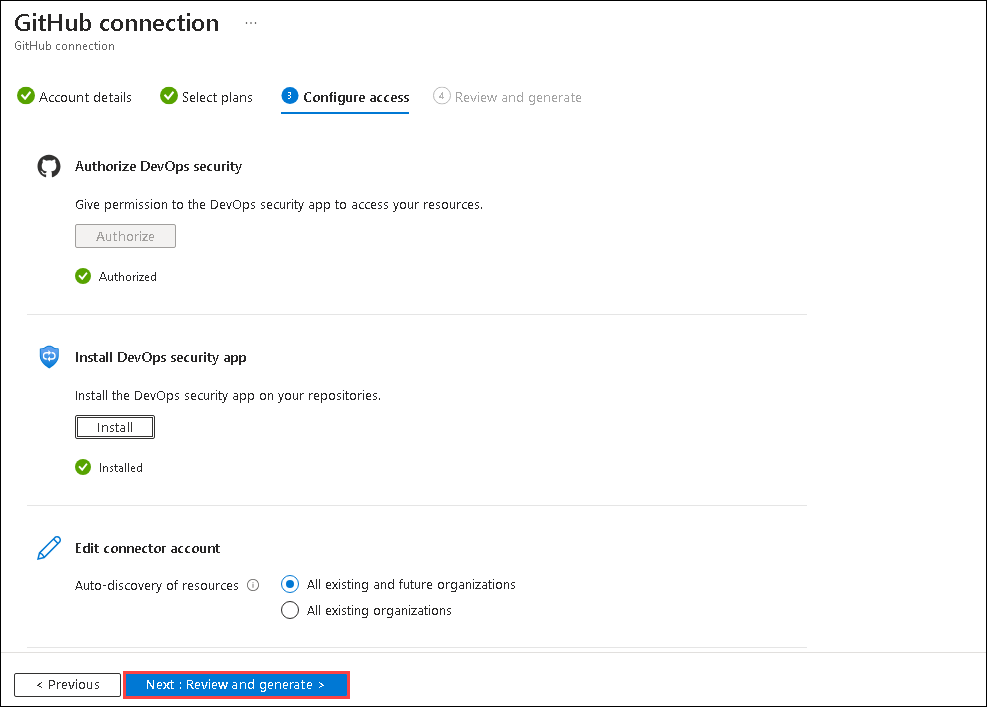 GitHub connection ...
GitHub connection
Account details Select plans 3 Configure access 4 Review and generate
Authorize DevOps security
Give permission to the DevOps security app to access your resources.
Authorize
Authorized
Install DevOps security app
Install the DevOps security app on your repositories.
Install
Installed
Edit connector account
Auto-discovery of resources i All existing and future organizations
All existing organizations
< Previous Next : Review and generate >